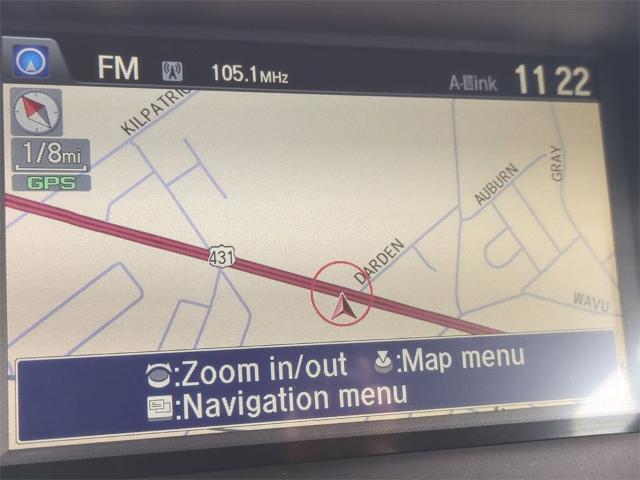 FM 105.1MHz A-Link 11 22
KILPATRIC
1/8mi
GPS
431
DARDEN
AUBURN
GRAY
WAVU
:Zoom in/out :Map menu
:Navigation menu